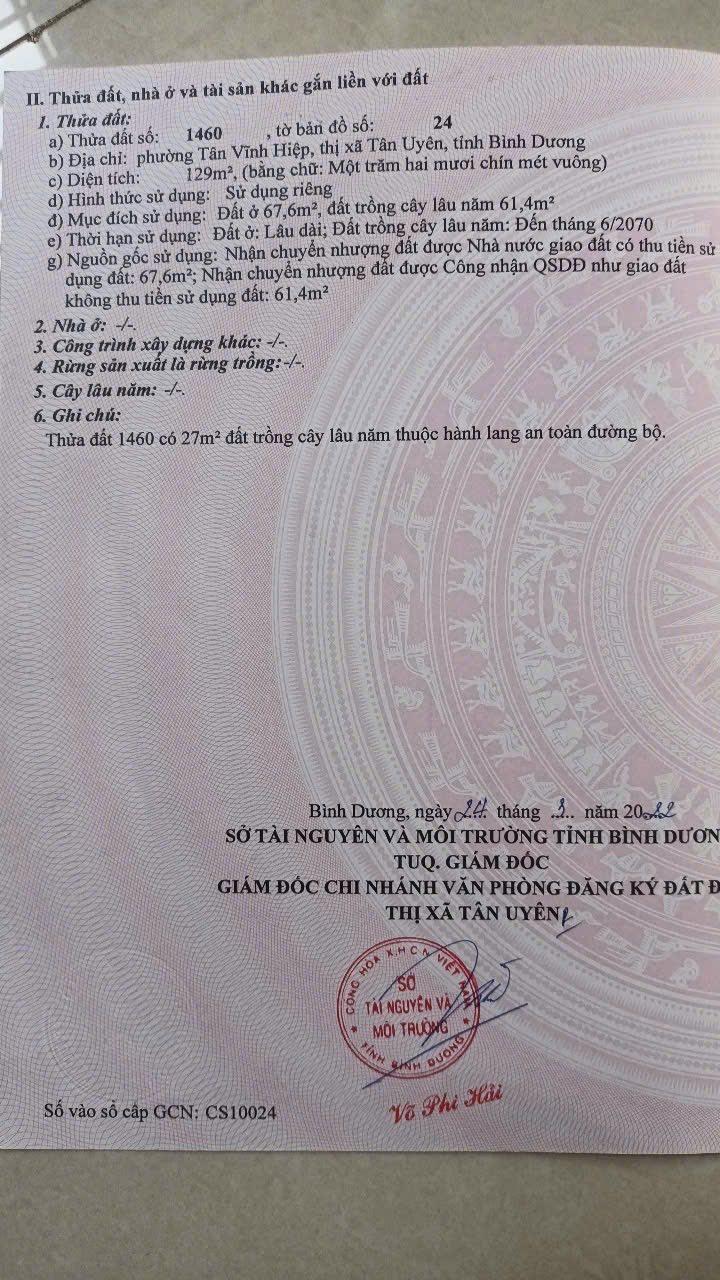 II. Thửa đất, nhà ở và tài sản khác gắn liền với đất
1. Thửa đất:
a) Thửa đất số: 1460 , tờ bản đồ số: 24
b) Địa chỉ: phường Tân Vĩnh Hiệp, thị xã Tân Uyên, tỉnh Bình Dương
c) Diện tích: 129m², (bằng chữ: Một trăm hai mươi chín mét vuông)
d) Hình thức sử dụng: Sử dụng riêng
đ) Mục đích sử dụng: Đất ở 67,6m², đất trồng cây lâu năm 61,4m²
e) Thời hạn sử dụng: Đất ở: Lâu dài; Đất trồng cây lâu năm: Đến tháng 6/2070
g) Nguồn gốc sử dụng: Nhận chuyển nhượng đất được Nhà nước giao đất có thu tiền sử
dụng đất: 67,6m²; Nhận chuyển nhượng đất được Công nhận QSDĐ như giao đất
không thu tiền sử dụng đất: 61,4m²
2. Nhà ở: -/-.
3. Công trình xây dựng khác: -/-.
4. Rừng sản xuất là rừng trồng: -/-.
5. Cây lâu năm: -/-.
6. Ghi chú:
Thửa đất 1460 có 27m² đất trồng cây lâu năm thuộc hành lang an toàn đường bộ.
Bình Dương, ngày 24 tháng 3 năm 2022
SỞ TÀI NGUYÊN VÀ MÔI TRƯỜNG TỈNH BÌNH DƯƠN
TUQ. GIÁM ĐỐC
GIÁM ĐỐC CHI NHÁNH VĂN PHÒNG ĐĂNG KÝ ĐẤT Đ
THỊ XÃ TÂN UYÊN
CỘNG HÒA X.H.C.N VIỆT NAM
SỞ
TÀI NGUYÊN VÀ
MÔI TRƯỜNG
TỈNH BÌNH DƯƠNG
Võ Phi Hải
Số vào sổ cấp GCN: CS10024